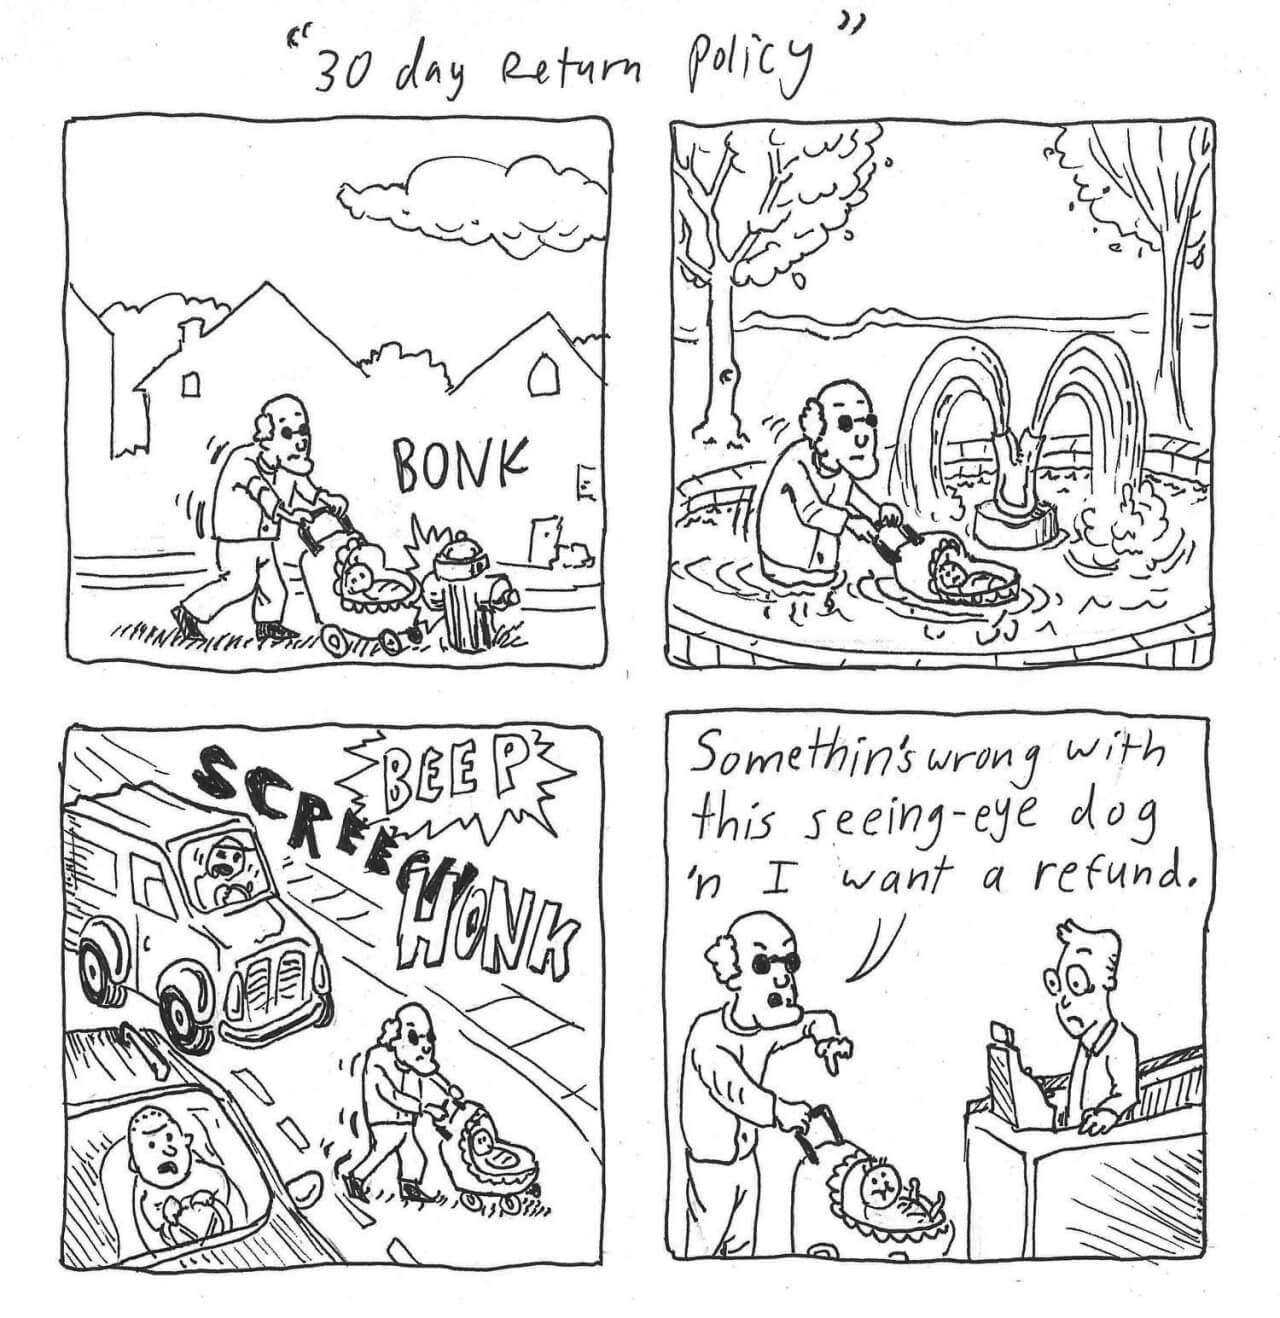 "30 day Return Policy"
BONK
BEEP
SCREECH
HONK
Somethin's wrong with
this seeing-eye dog
'n I want a refund.